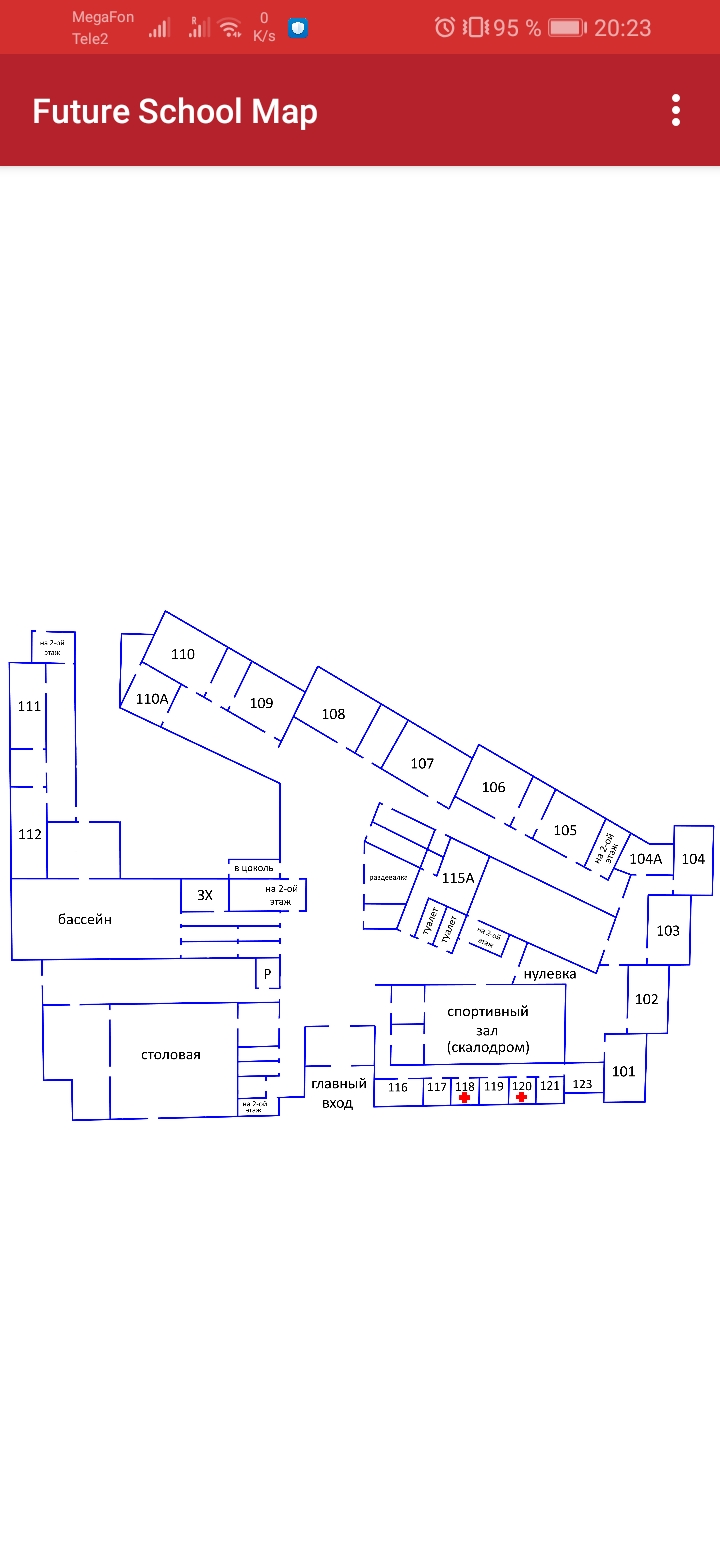 MegaFon
Tele2
R
0
K/s
95 %
20:23
Future School Map
на 2-ой
этаж
110
110А
109
111
108
107
106
105
на 2-ой
этаж
104А
104
112
в цоколь
раздевалка
115А
ЗХ
на 2-ой
этаж
бассейн
туалет
туалет
на 2-ой
этаж
103
Р
нулевка
102
спортивный
зал
(скалодром)
столовая
101
главный
вход
116
117
118
119
120
121
123
на 2-ой
этаж